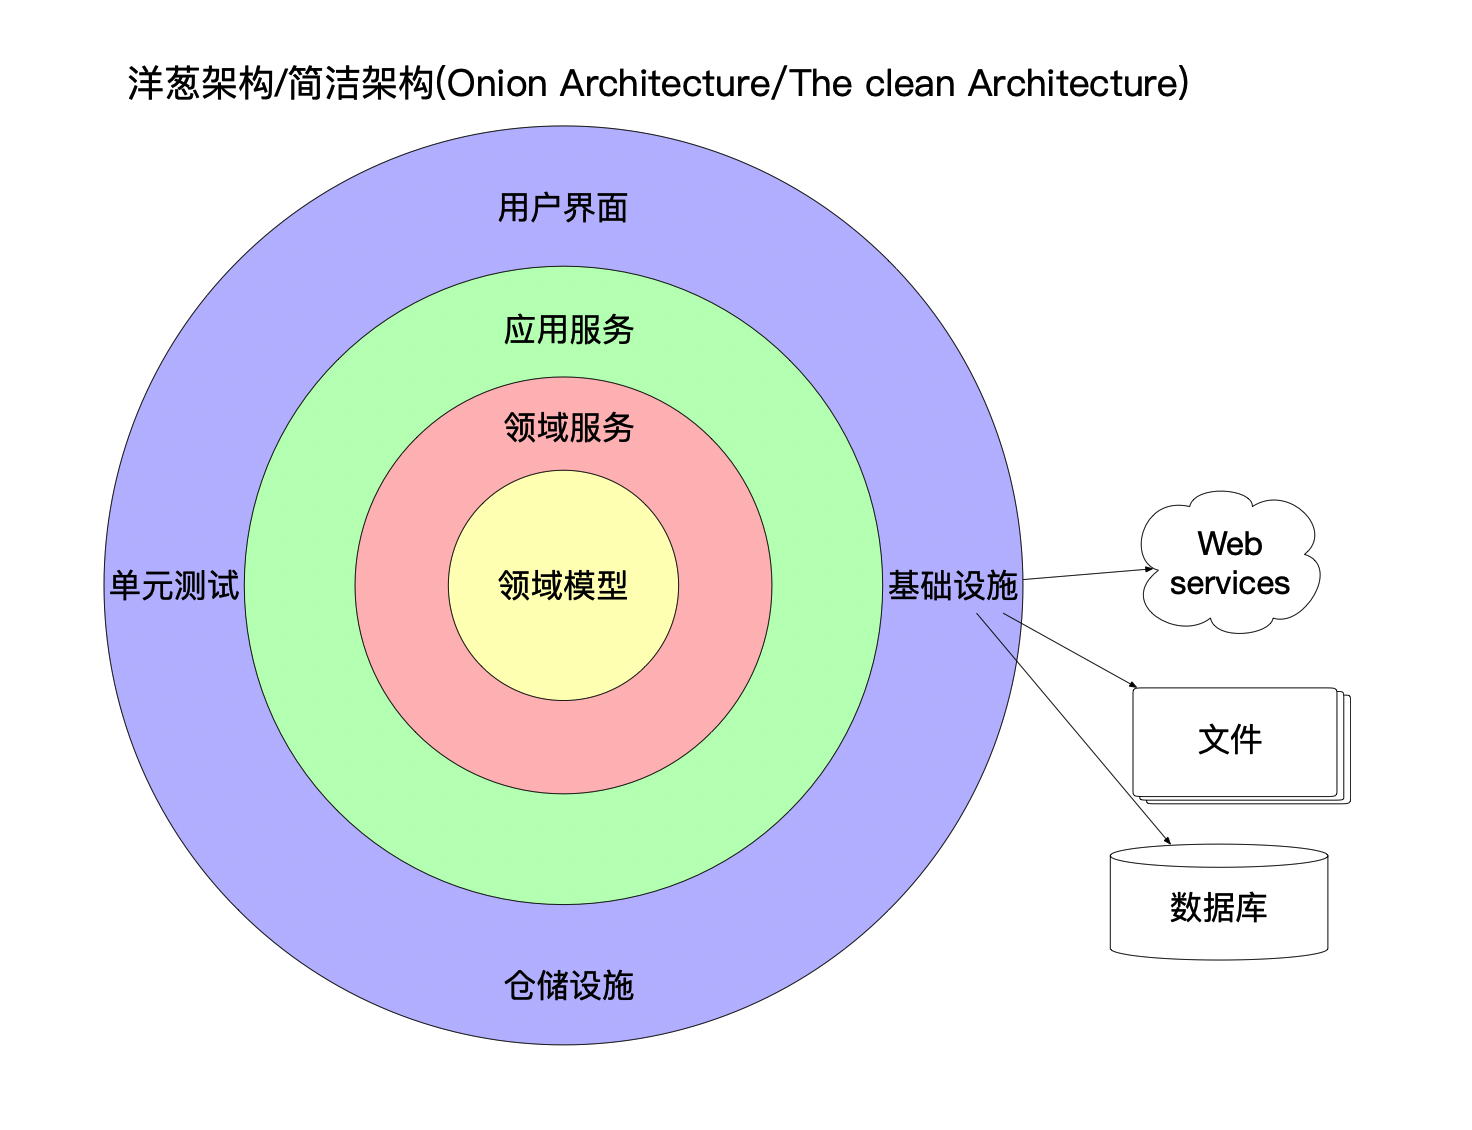 洋葱架构/简洁架构(Onion Architecture/The clean Architecture)
用户界面
应用服务
领域服务
领域模型
单元测试
基础设施
仓储设施
Web
services
文件
数据库